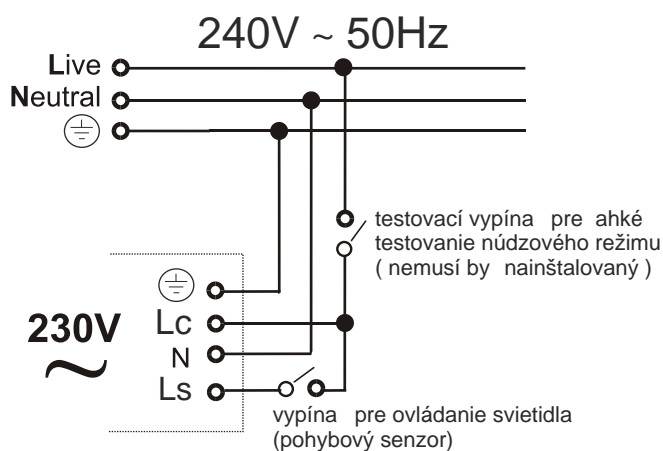 240V ~ 50Hz
Live
Neutral
testovací vypína pre ahké
testovanie núdzového režimu
( nemusí by nainštalovaný )
230V
~
Lc
N
Ls
vypína pre ovládanie svietidla
(pohybový senzor)